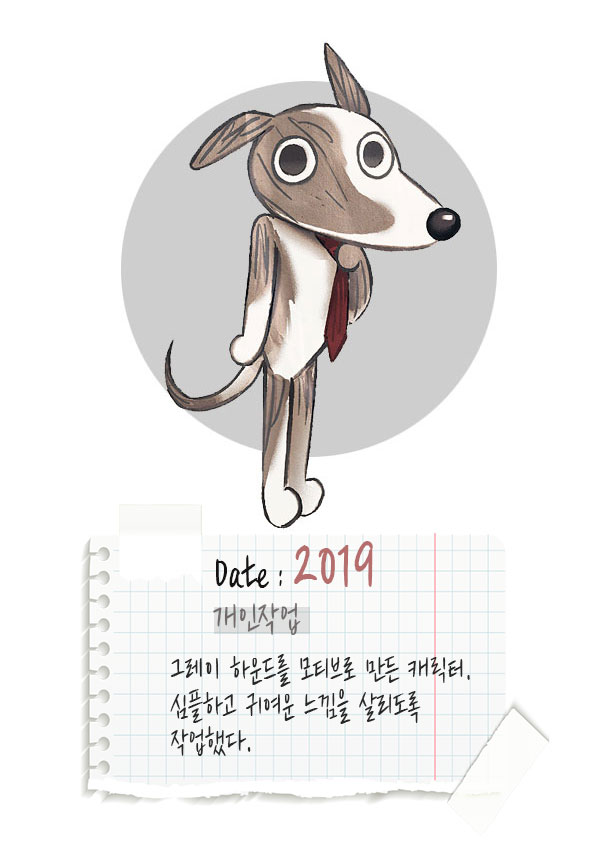 Date : 2019
개인작업
그레이 하운드를 모티브로 만든 캐릭터.
심플하고 귀여운 느낌을 살리도록
작업했다.